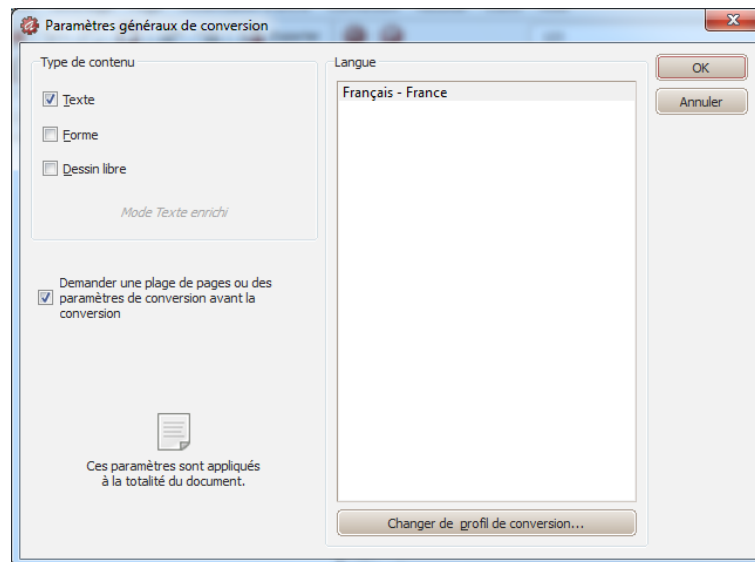 Paramètres généraux de conversion
Type de contenu
Texte
Forme
Dessin libre
Mode Texte enrichi
Demander une plage de pages ou des
paramètres de conversion avant la
conversion
Ces paramètres sont appliqués
à la totalité du document.
Langue
Français - France
Changer de profil de conversion...
OK
Annuler